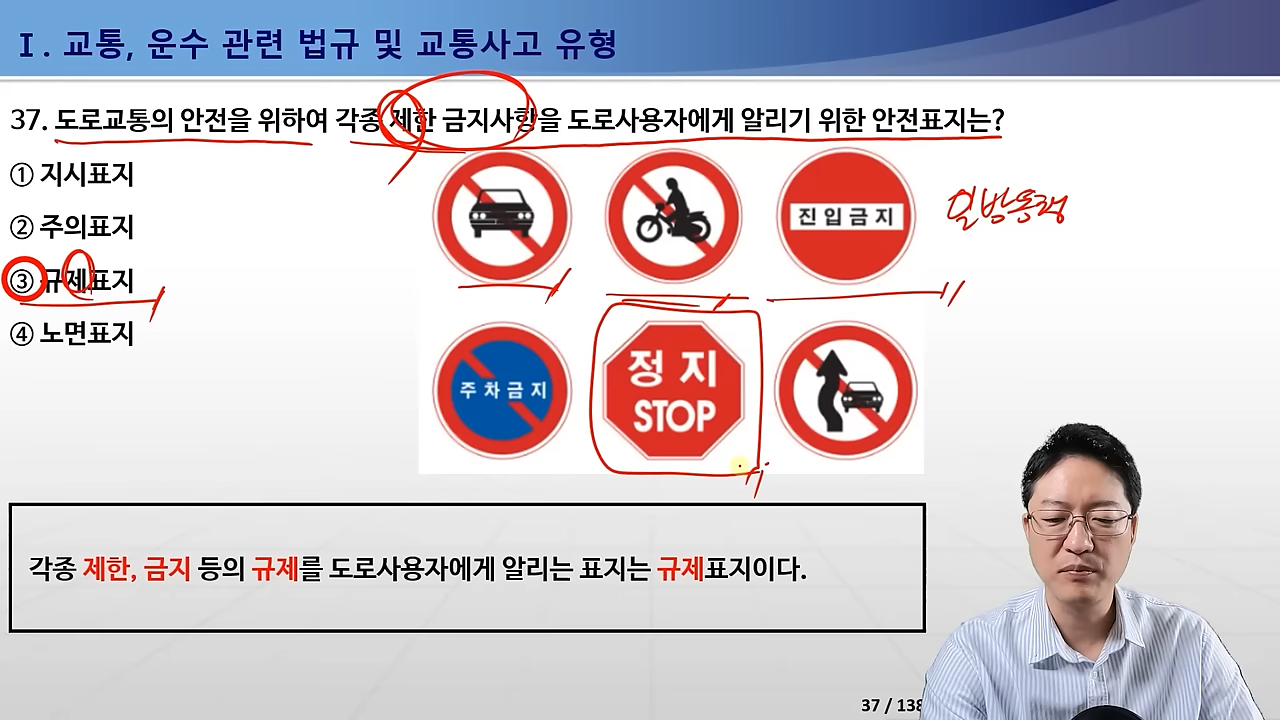 Ⅰ. 교통, 운수 관련 법규 및 교통사고 유형
37. 도로교통의 안전을 위하여 각종 제한 금지사항을 도로사용자에게 알리기 위한 안전표지는?
① 지시표지
② 주의표지
③ 규제표지
④ 노면표지
진입금지
일방통행
주차금지
정지
STOP
각종 제한, 금지 등의 규제를 도로사용자에게 알리는 표지는 규제표지이다.
37 / 138